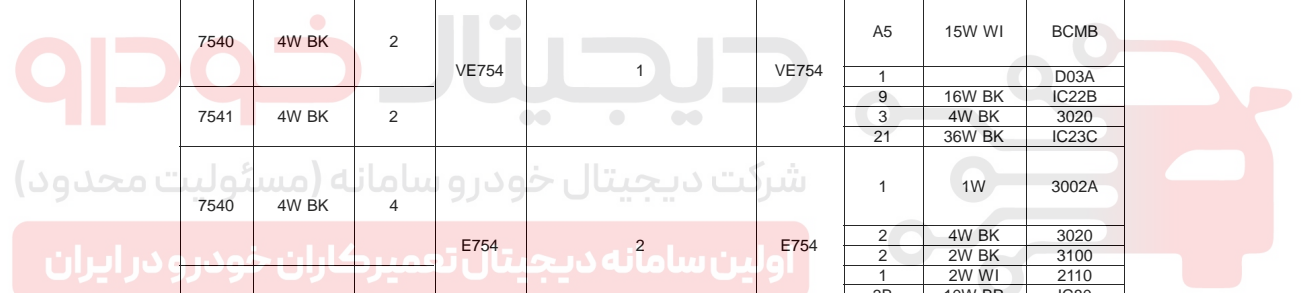 A5 15W WI BCMB
7540 4W BK 2
VE754 1 VE754
1 D03A
9 16W BK IC22B
7541 4W BK 2 3 4W BK 3020
21 36W BK IC23C
دیجیتال خودرو
شرکت دیجیتال خودرو سامانه (مسئولیت محدود)
1 1W 3002A
7540 4W BK 4
2 4W BK 3020
E754 2 E754
2 2W BK 3100
اولین سامانه دیجیتال تعمیرکاران خودرو در ایران
1 2W WI 2110